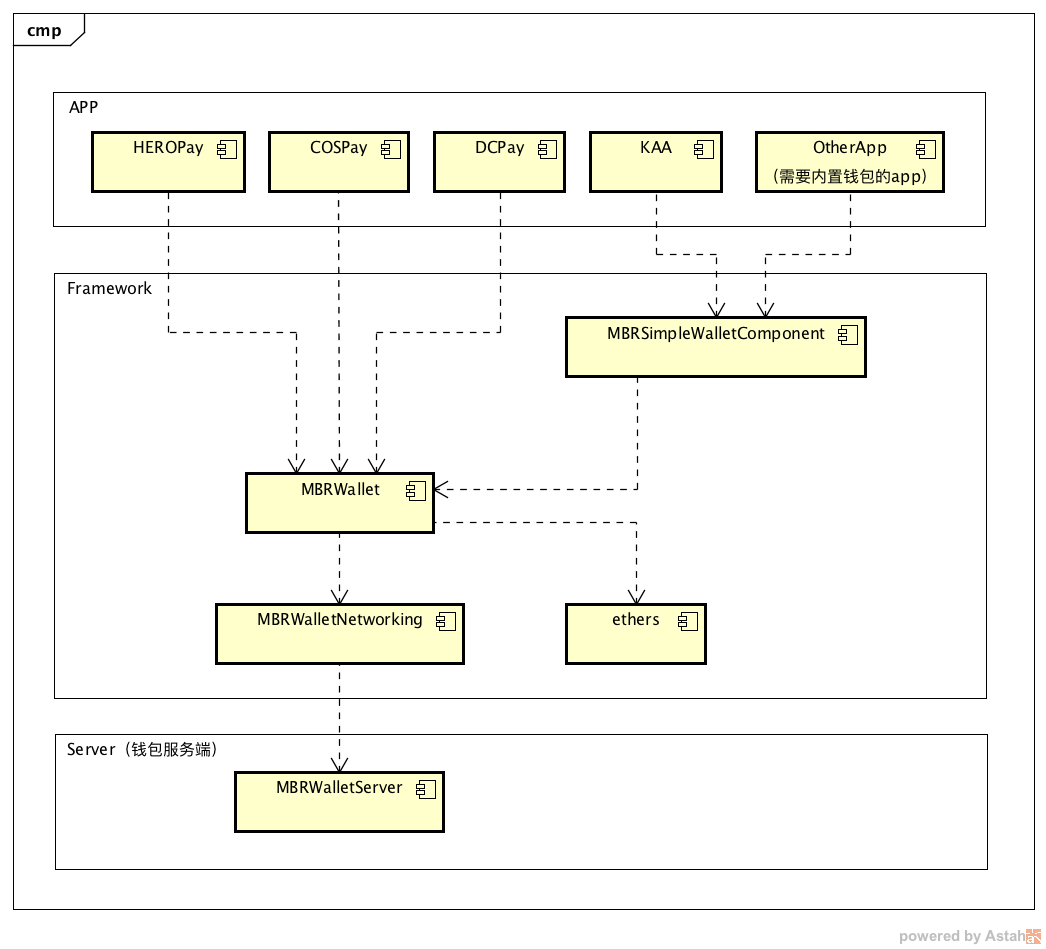 cmp
APP
HEROPay
COSPay
DCPay
KAA
OtherApp
（需要内置钱包的app）
Framework
MBRSimpleWalletComponent
MBRWallet
MBRWalletNetworking
ethers
Server（钱包服务端）
MBRWalletServer
powered by Astah